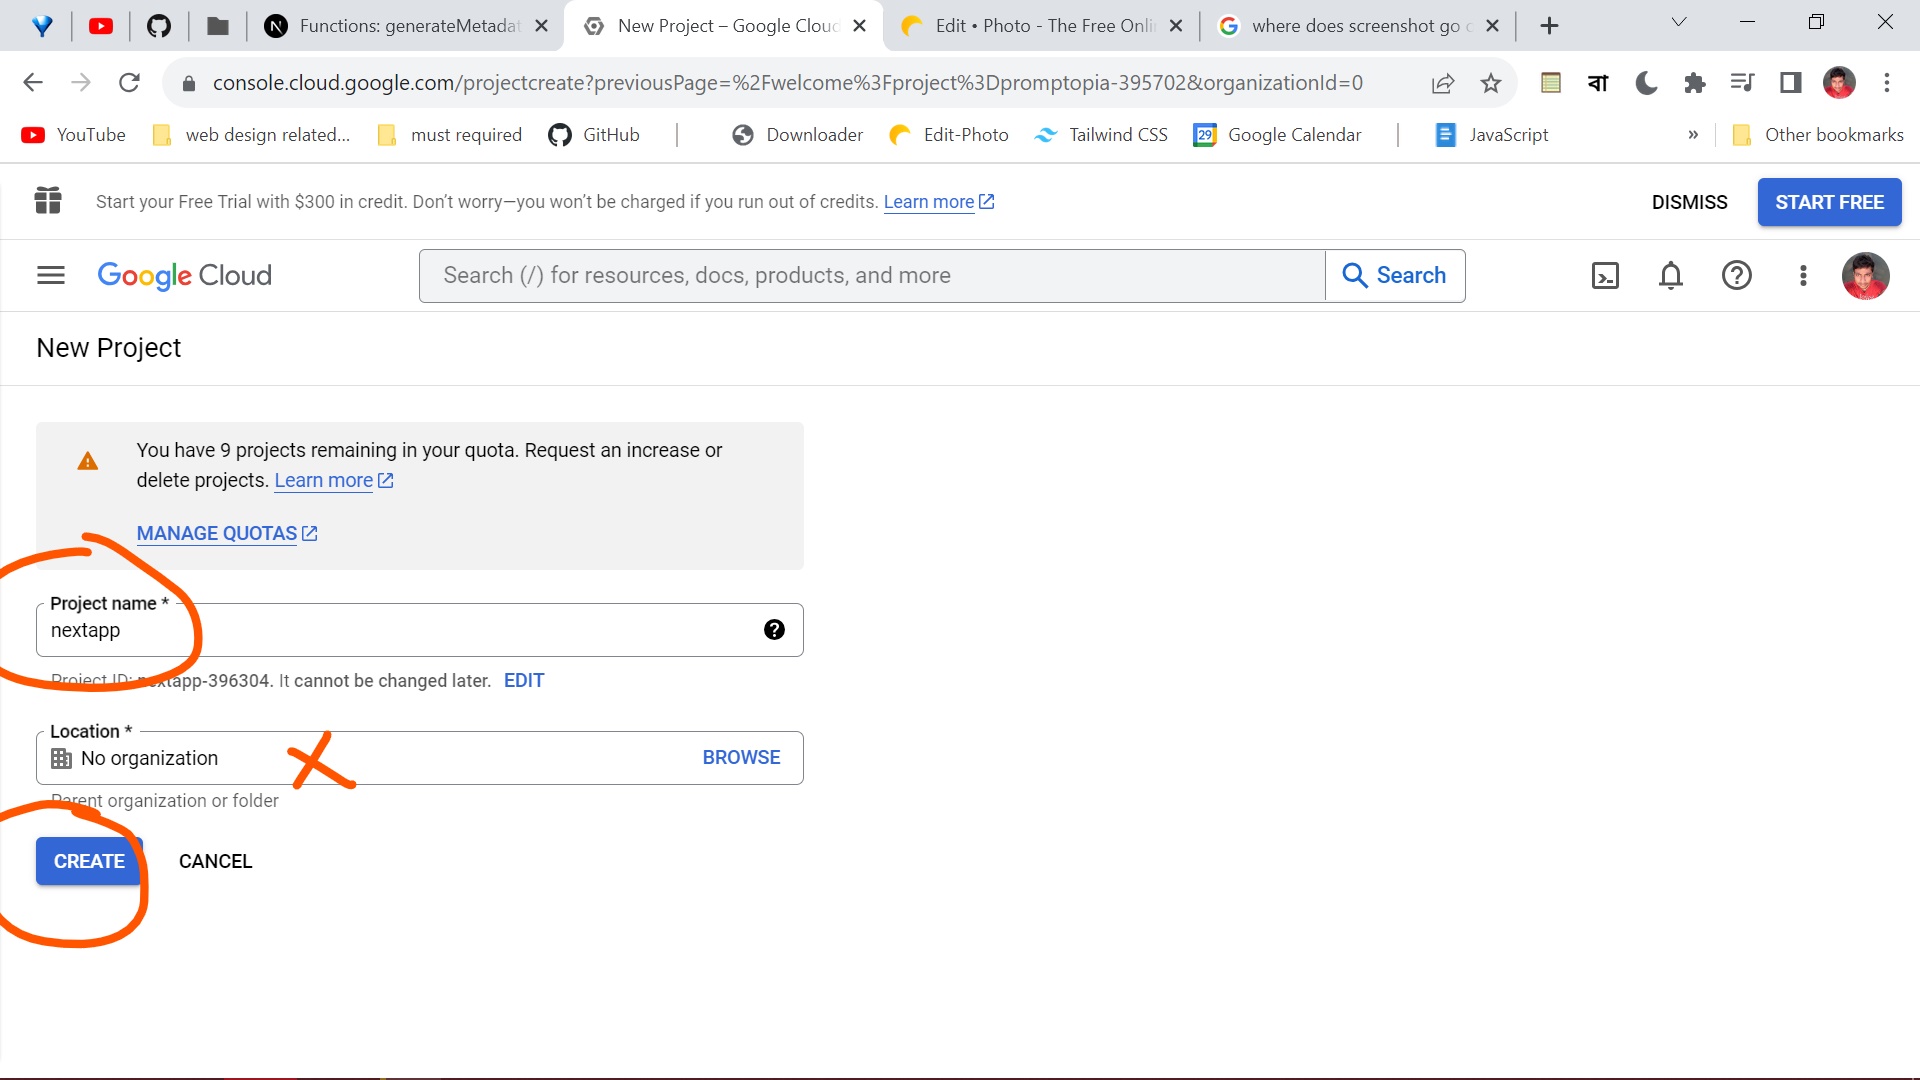 Functions: generateMetadat
New Project – Google Cloud
Edit • Photo - The Free Onli
where does screenshot go
console.cloud.google.com/projectcreate?previousPage=%2Fwelcome%3Fproject%3Dpromptopia-395702&organizationId=0
বা
YouTube
web design related...
must required
GitHub
Downloader
Edit-Photo
Tailwind CSS
29
Google Calendar
JavaScript
»
Other bookmarks
Start your Free Trial with $300 in credit. Don’t worry—you won’t be charged if you run out of credits. Learn more
DISMISS
START FREE
Google Cloud
Search (/) for resources, docs, products, and more
Search
New Project
You have 9 projects remaining in your quota. Request an increase or
delete projects. Learn more
MANAGE QUOTAS
Project name *
nextapp
Project ID: nextapp-396304. It cannot be changed later. EDIT
Location *
No organization
BROWSE
Parent organization or folder
CREATE
CANCEL